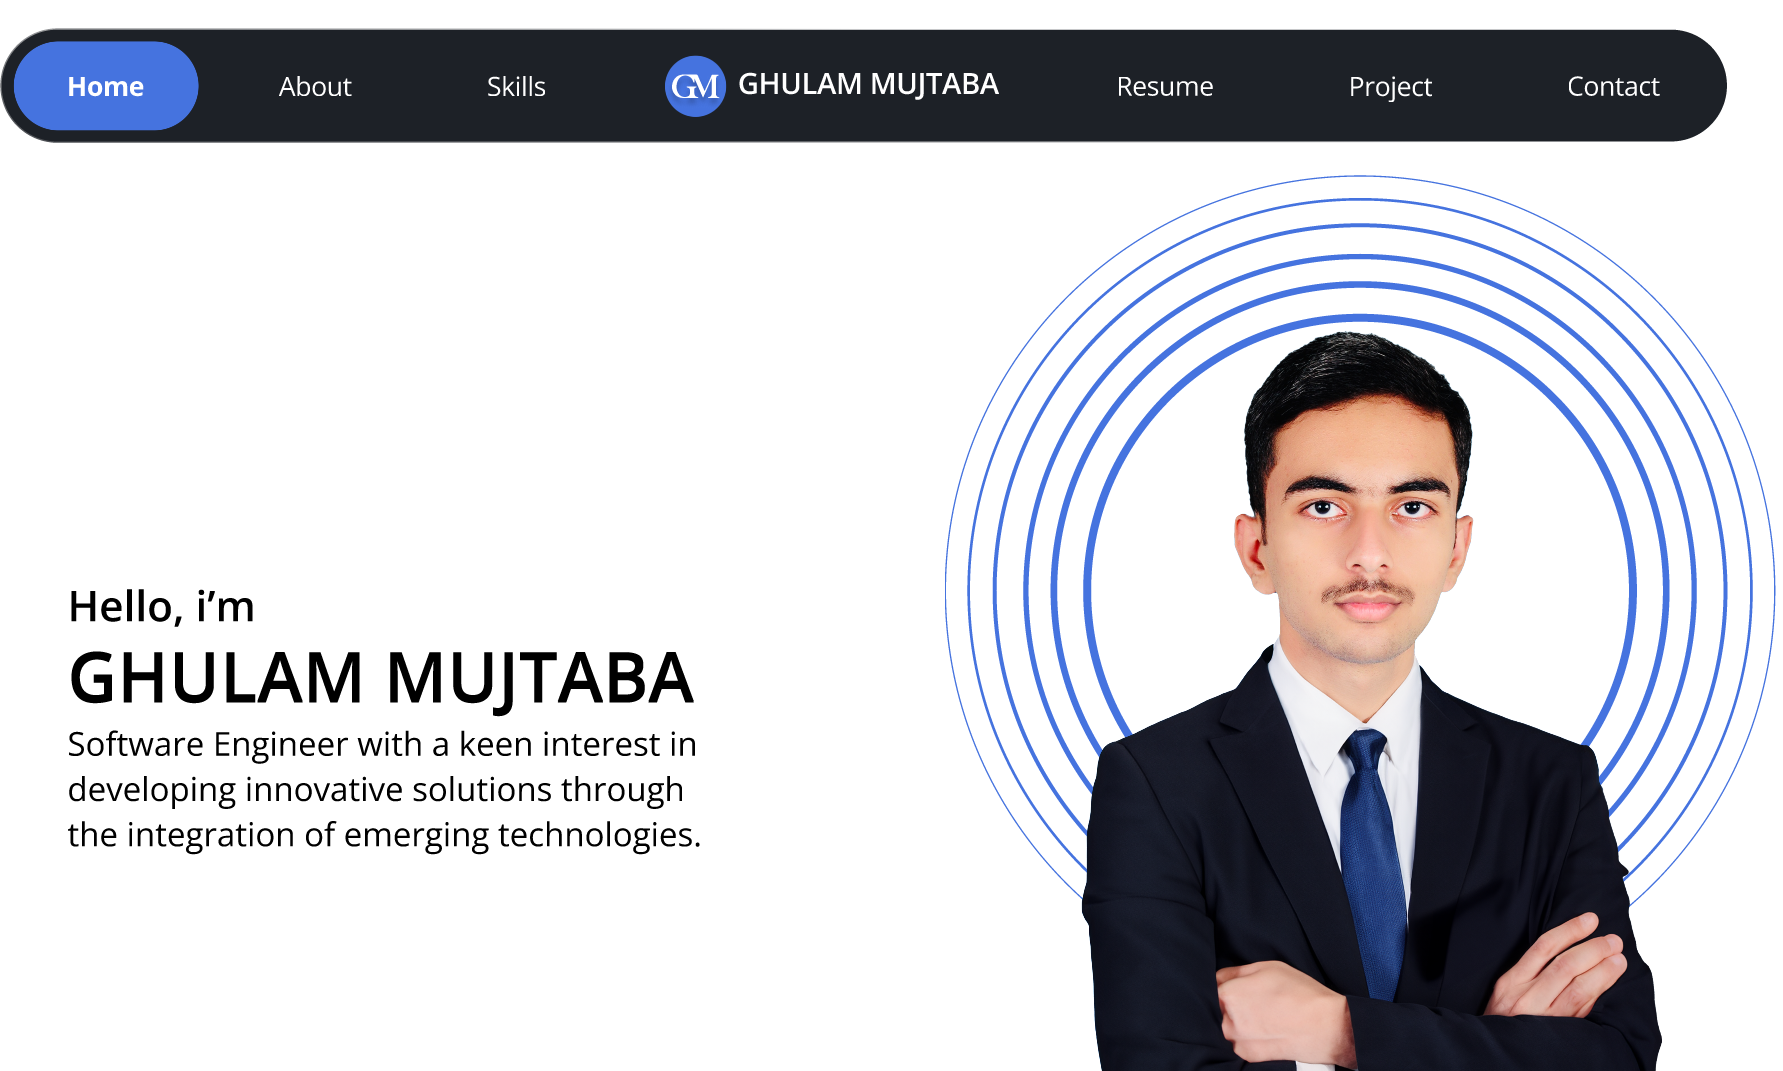 Home About Skills GM GHULAM MUJTABA Resume Project Contact
Hello, i’m
GHULAM MUJTABA
Software Engineer with a keen interest in
developing innovative solutions through
the integration of emerging technologies.